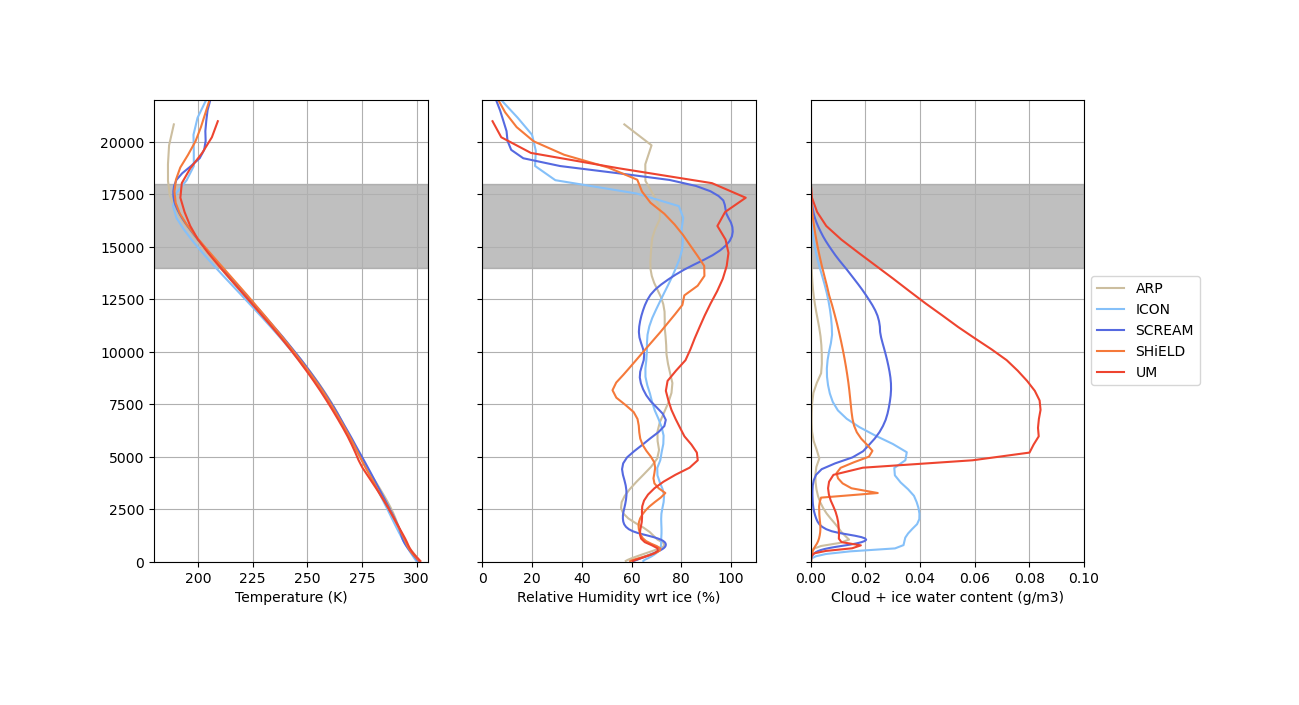 20000
17500
15000
12500
10000
7500
5000
2500
0
200 225 250 275 300
Temperature (K)
0 20 40 60 80 100
Relative Humidity wrt ice (%)
0.00 0.02 0.04 0.06 0.08 0.10
Cloud + ice water content (g/m3)
ARP
ICON
SCREAM
SHiELD
UM